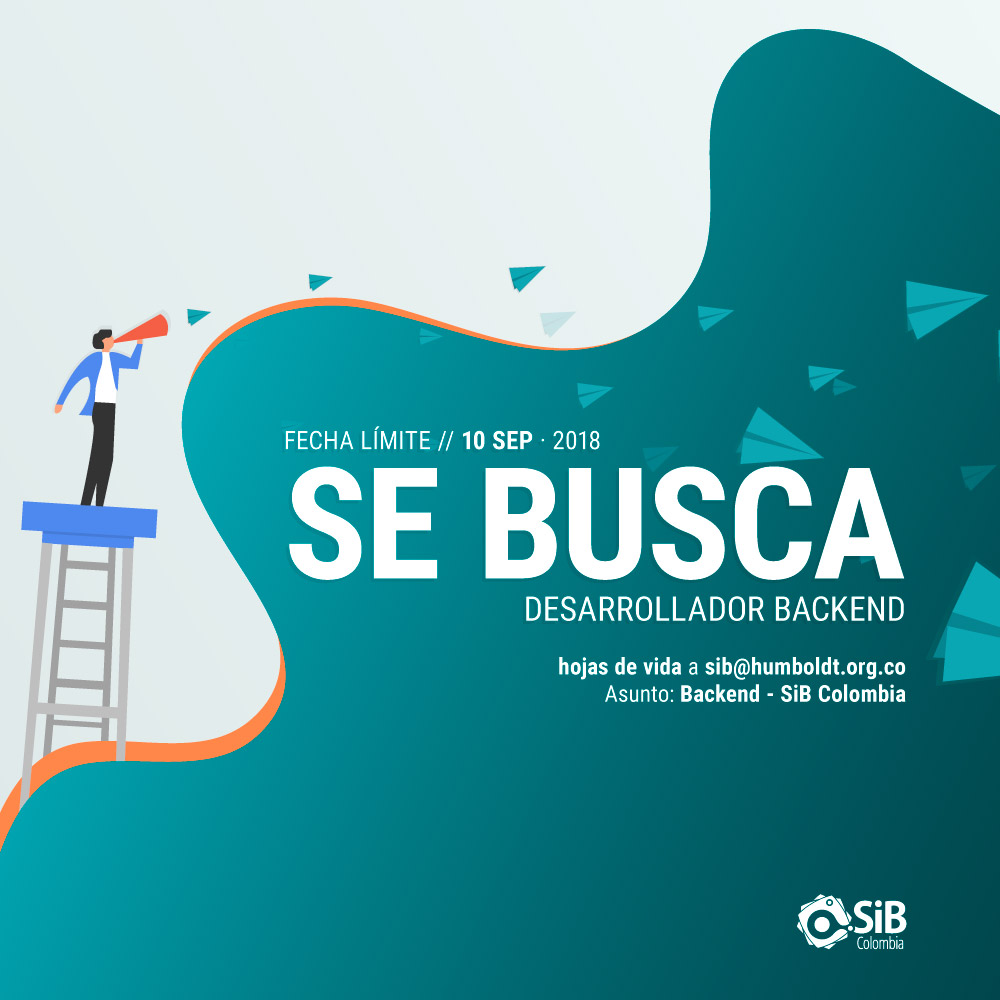 FECHA LÍMITE // 10 SEP · 2018
SE BUSCA
DESARROLLADOR BACKEND
hojas de vida a sib@humboldt.org.co
Asunto: Backend - SiB Colombia
SiB
Colombia